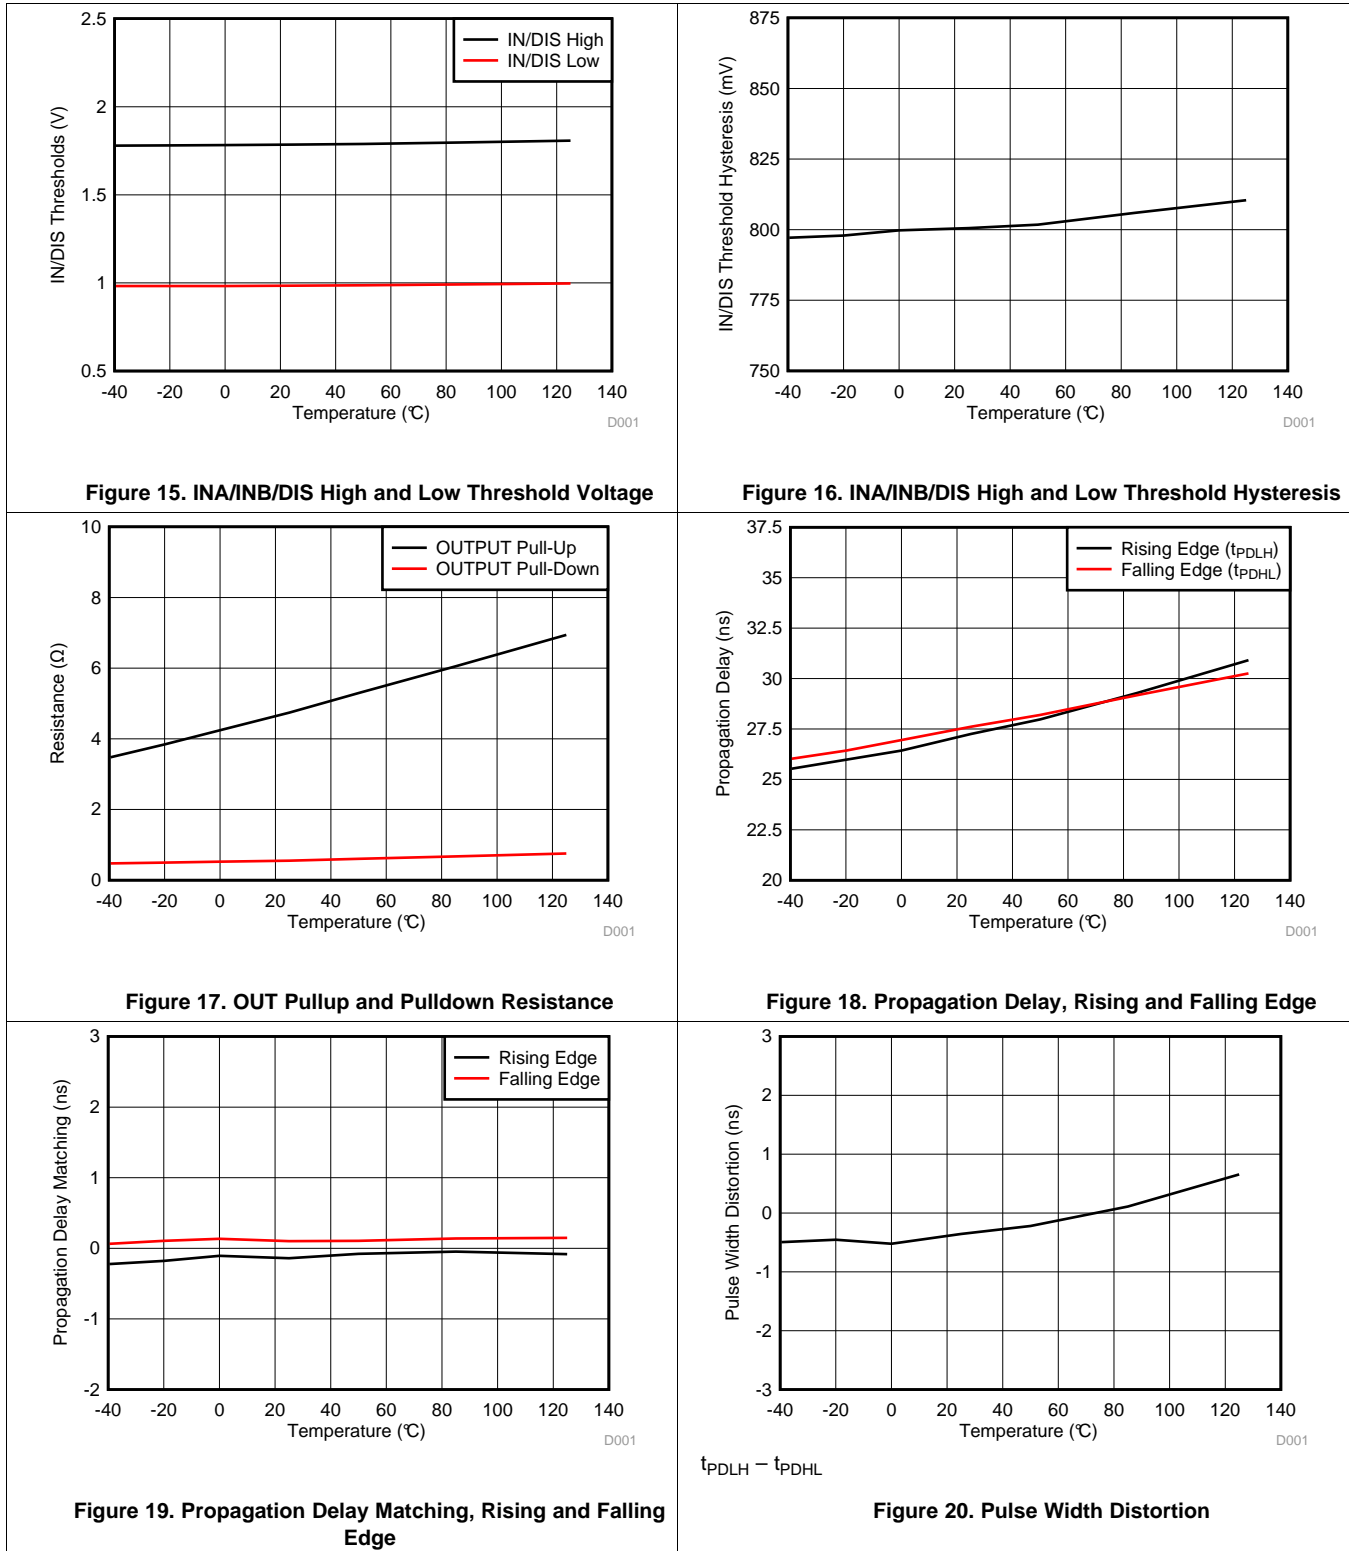 2.5
2
1.5
1
0.5
IN/DIS Thresholds (V)
IN/DIS High
IN/DIS Low
-40 -20 0 20 40 60 80 100 120 140
Temperature (°C)
D001
Figure 15. INA/INB/DIS High and Low Threshold Voltage
875
850
825
800
775
750
IN/DIS Threshold Hysteresis (mV)
-40 -20 0 20 40 60 80 100 120 140
Temperature (°C)
D001
Figure 16. INA/INB/DIS High and Low Threshold Hysteresis
10
8
6
4
2
0
Resistance (Ω)
OUTPUT Pull-Up
OUTPUT Pull-Down
-40 -20 0 20 40 60 80 100 120 140
Temperature (°C)
D001
Figure 17. OUT Pullup and Pulldown Resistance
37.5
35
32.5
30
27.5
25
22.5
20
Propagation Delay (ns)
Rising Edge (tPDLH)
Falling Edge (tPDHL)
-40 -20 0 20 40 60 80 100 120 140
Temperature (°C)
D001
Figure 18. Propagation Delay, Rising and Falling Edge
3
2
1
0
-1
-2
Propagation Delay Matching (ns)
Rising Edge
Falling Edge
-40 -20 0 20 40 60 80 100 120 140
Temperature (°C)
D001
Figure 19. Propagation Delay Matching, Rising and Falling
Edge
3
2
1
0
-1
-2
-3
Pulse Width Distortion (ns)
-40 -20 0 20 40 60 80 100 120 140
Temperature (°C)
D001
tPDLH – tPDHL
Figure 20. Pulse Width Distortion